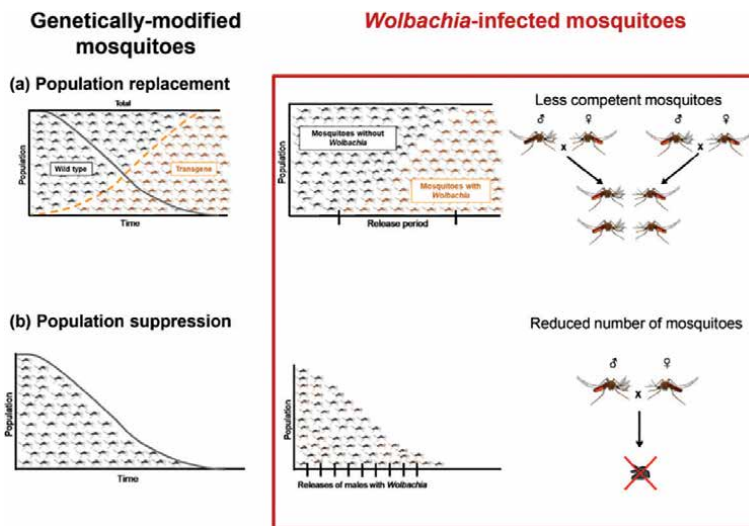 Genetically-modified
mosquitoes
Wolbachia-infected mosquitoes
(a) Population replacement
Total
Population
Wild type
Transgene
Time
Population
Mosquitoes without
Wolbachia
Mosquitoes with
Wolbachia
Release period
Less competent mosquitoes
♂ ♀ ♂ ♀
x x
(b) Population suppression
Population
Time
Population
Releases of males with Wolbachia
Reduced number of mosquitoes
♂ ♀
x